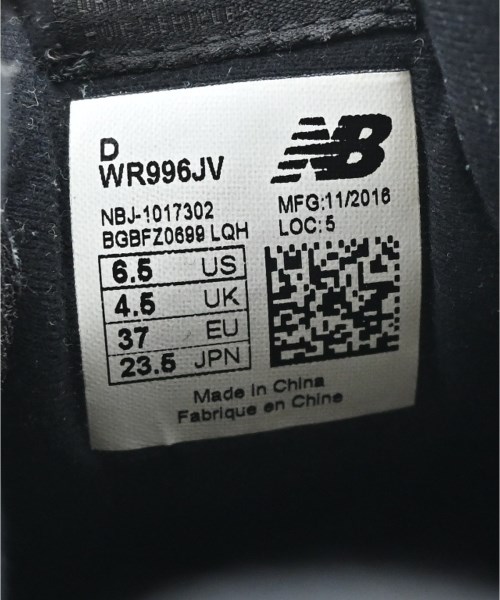 D
WR996JV
NB
NBJ-1017302
BGBFZ0699 LQH
MFG:11/2016
LOC:5
6.5 US
4.5 UK
37 EU
23.5 JPN
Made in China
Fabrique en Chine